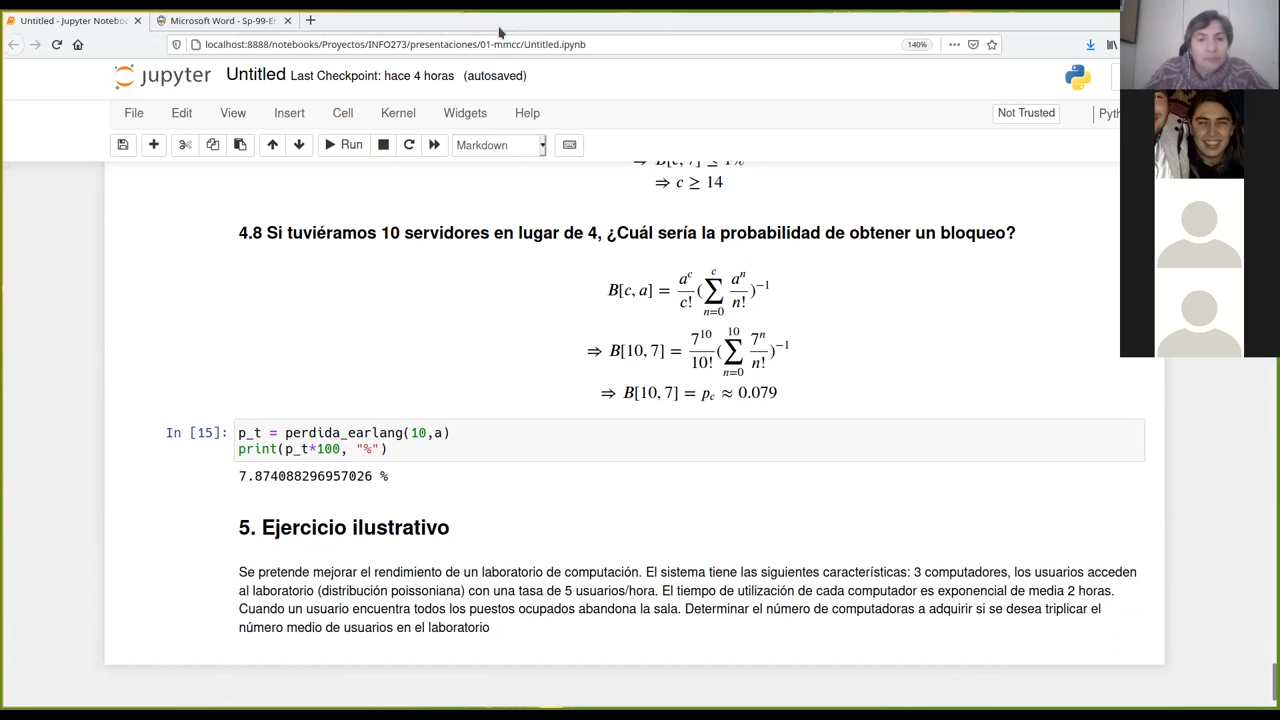 Untitled - Jupyter Noteboo
Microsoft Word - Sp-99-En
localhost:8888/notebooks/Proyectos/INFO273/presentaciones/01-mmcc/Untitled.ipynb
140%
jupyter Untitled Last Checkpoint: hace 4 horas (autosaved)
File Edit View Insert Cell Kernel Widgets Help
Not Trusted
Pyth
Run
Markdown
⇒ B[c, 7] ≤ 1%
⇒ c ≥ 14
4.8 Si tuviéramos 10 servidores en lugar de 4, ¿Cuál sería la probabilidad de obtener un bloqueo?
B[c, a] = a^c/c! (∑_{n=0}^{c} a^n/n!)^{-1}
⇒ B[10, 7] = 7^{10}/10! (∑_{n=0}^{10} 7^n/n!)^{-1}
⇒ B[10, 7] = p_c ≈ 0.079
In [15]: p_t = perdida_earlang(10,a)
print(p_t*100, "%")
7.874088296957026 %
5. Ejercicio ilustrativo
Se pretende mejorar el rendimiento de un laboratorio de computación. El sistema tiene las siguientes características: 3 computadores, los usuarios acceden
al laboratorio (distribución poissoniana) con una tasa de 5 usuarios/hora. El tiempo de utilización de cada computador es exponencial de media 2 horas.
Cuando un usuario encuentra todos los puestos ocupados abandona la sala. Determinar el número de computadoras a adquirir si se desea triplicar el
número medio de usuarios en el laboratorio